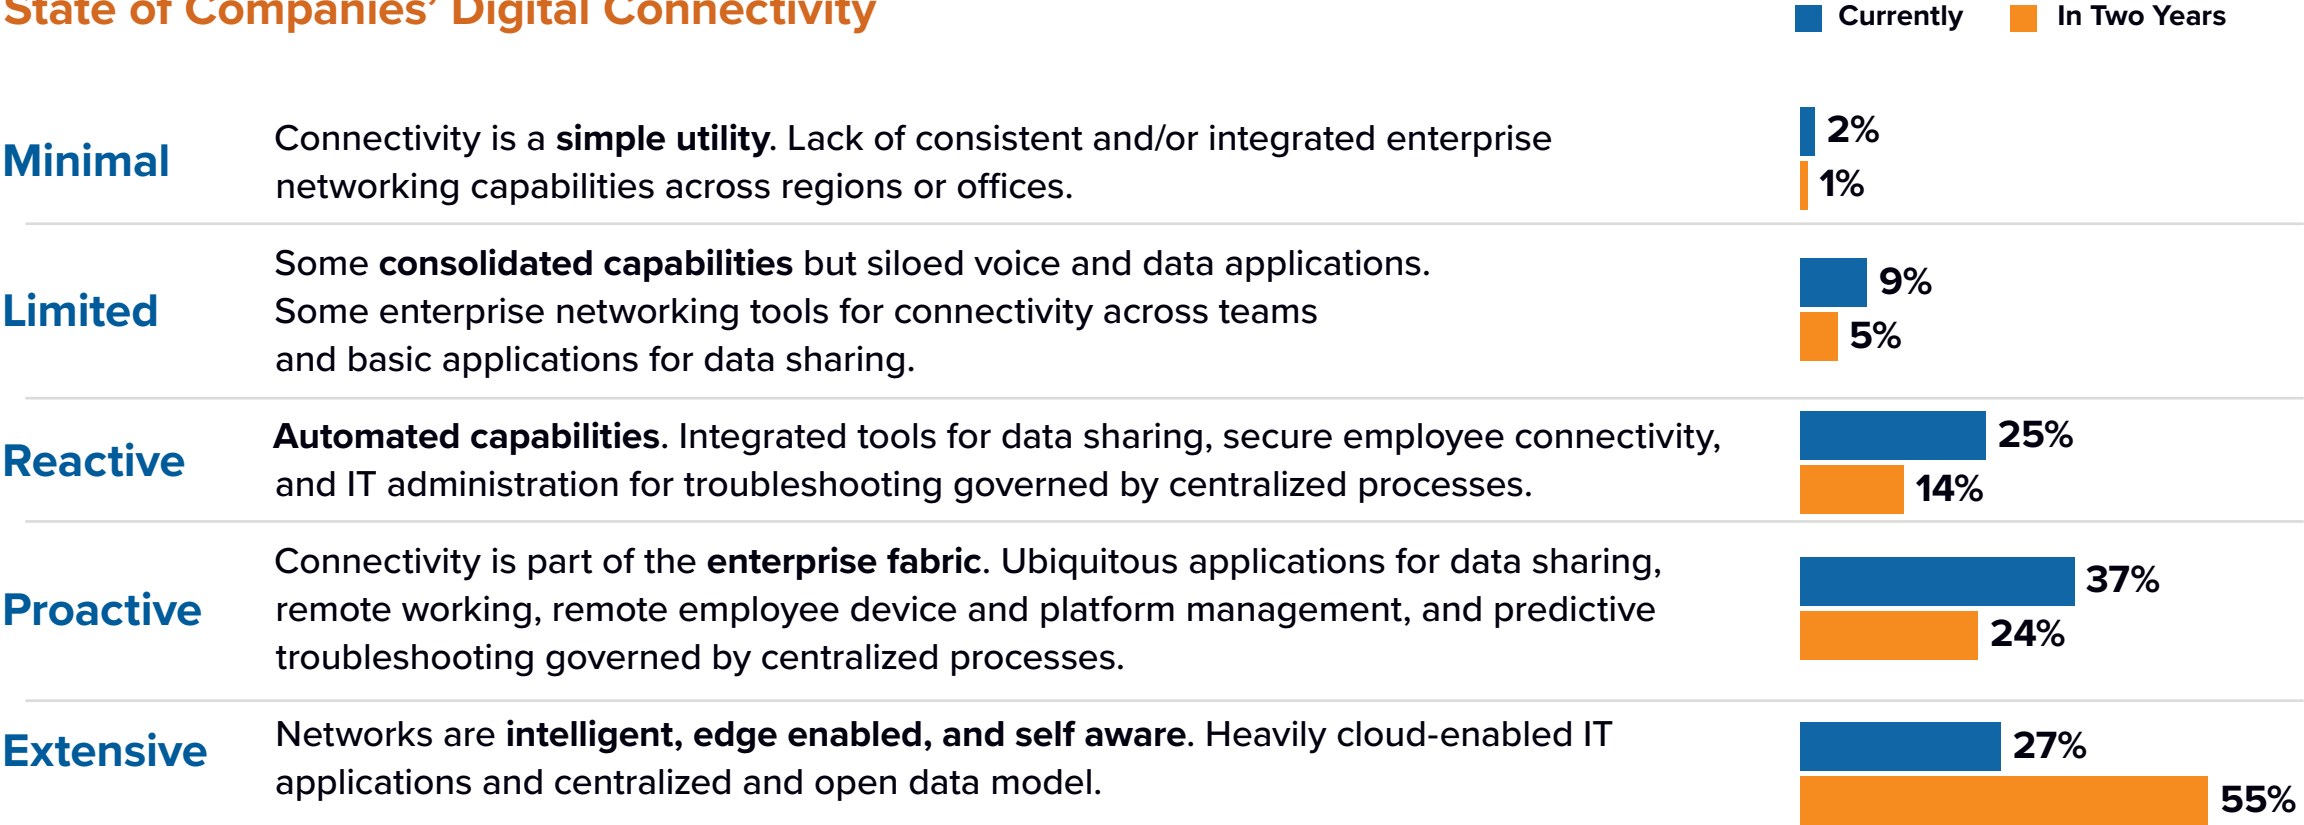 State of Companies’ Digital Connectivity
Currently
In Two Years
Minimal
Connectivity is a simple utility. Lack of consistent and/or integrated enterprise
networking capabilities across regions or offices.
2%
1%
Limited
Some consolidated capabilities but siloed voice and data applications.
Some enterprise networking tools for connectivity across teams
and basic applications for data sharing.
9%
5%
Reactive
Automated capabilities. Integrated tools for data sharing, secure employee connectivity,
and IT administration for troubleshooting governed by centralized processes.
25%
14%
Proactive
Connectivity is part of the enterprise fabric. Ubiquitous applications for data sharing,
remote working, remote employee device and platform management, and predictive
troubleshooting governed by centralized processes.
37%
24%
Extensive
Networks are intelligent, edge enabled, and self aware. Heavily cloud-enabled IT
applications and centralized and open data model.
27%
55%